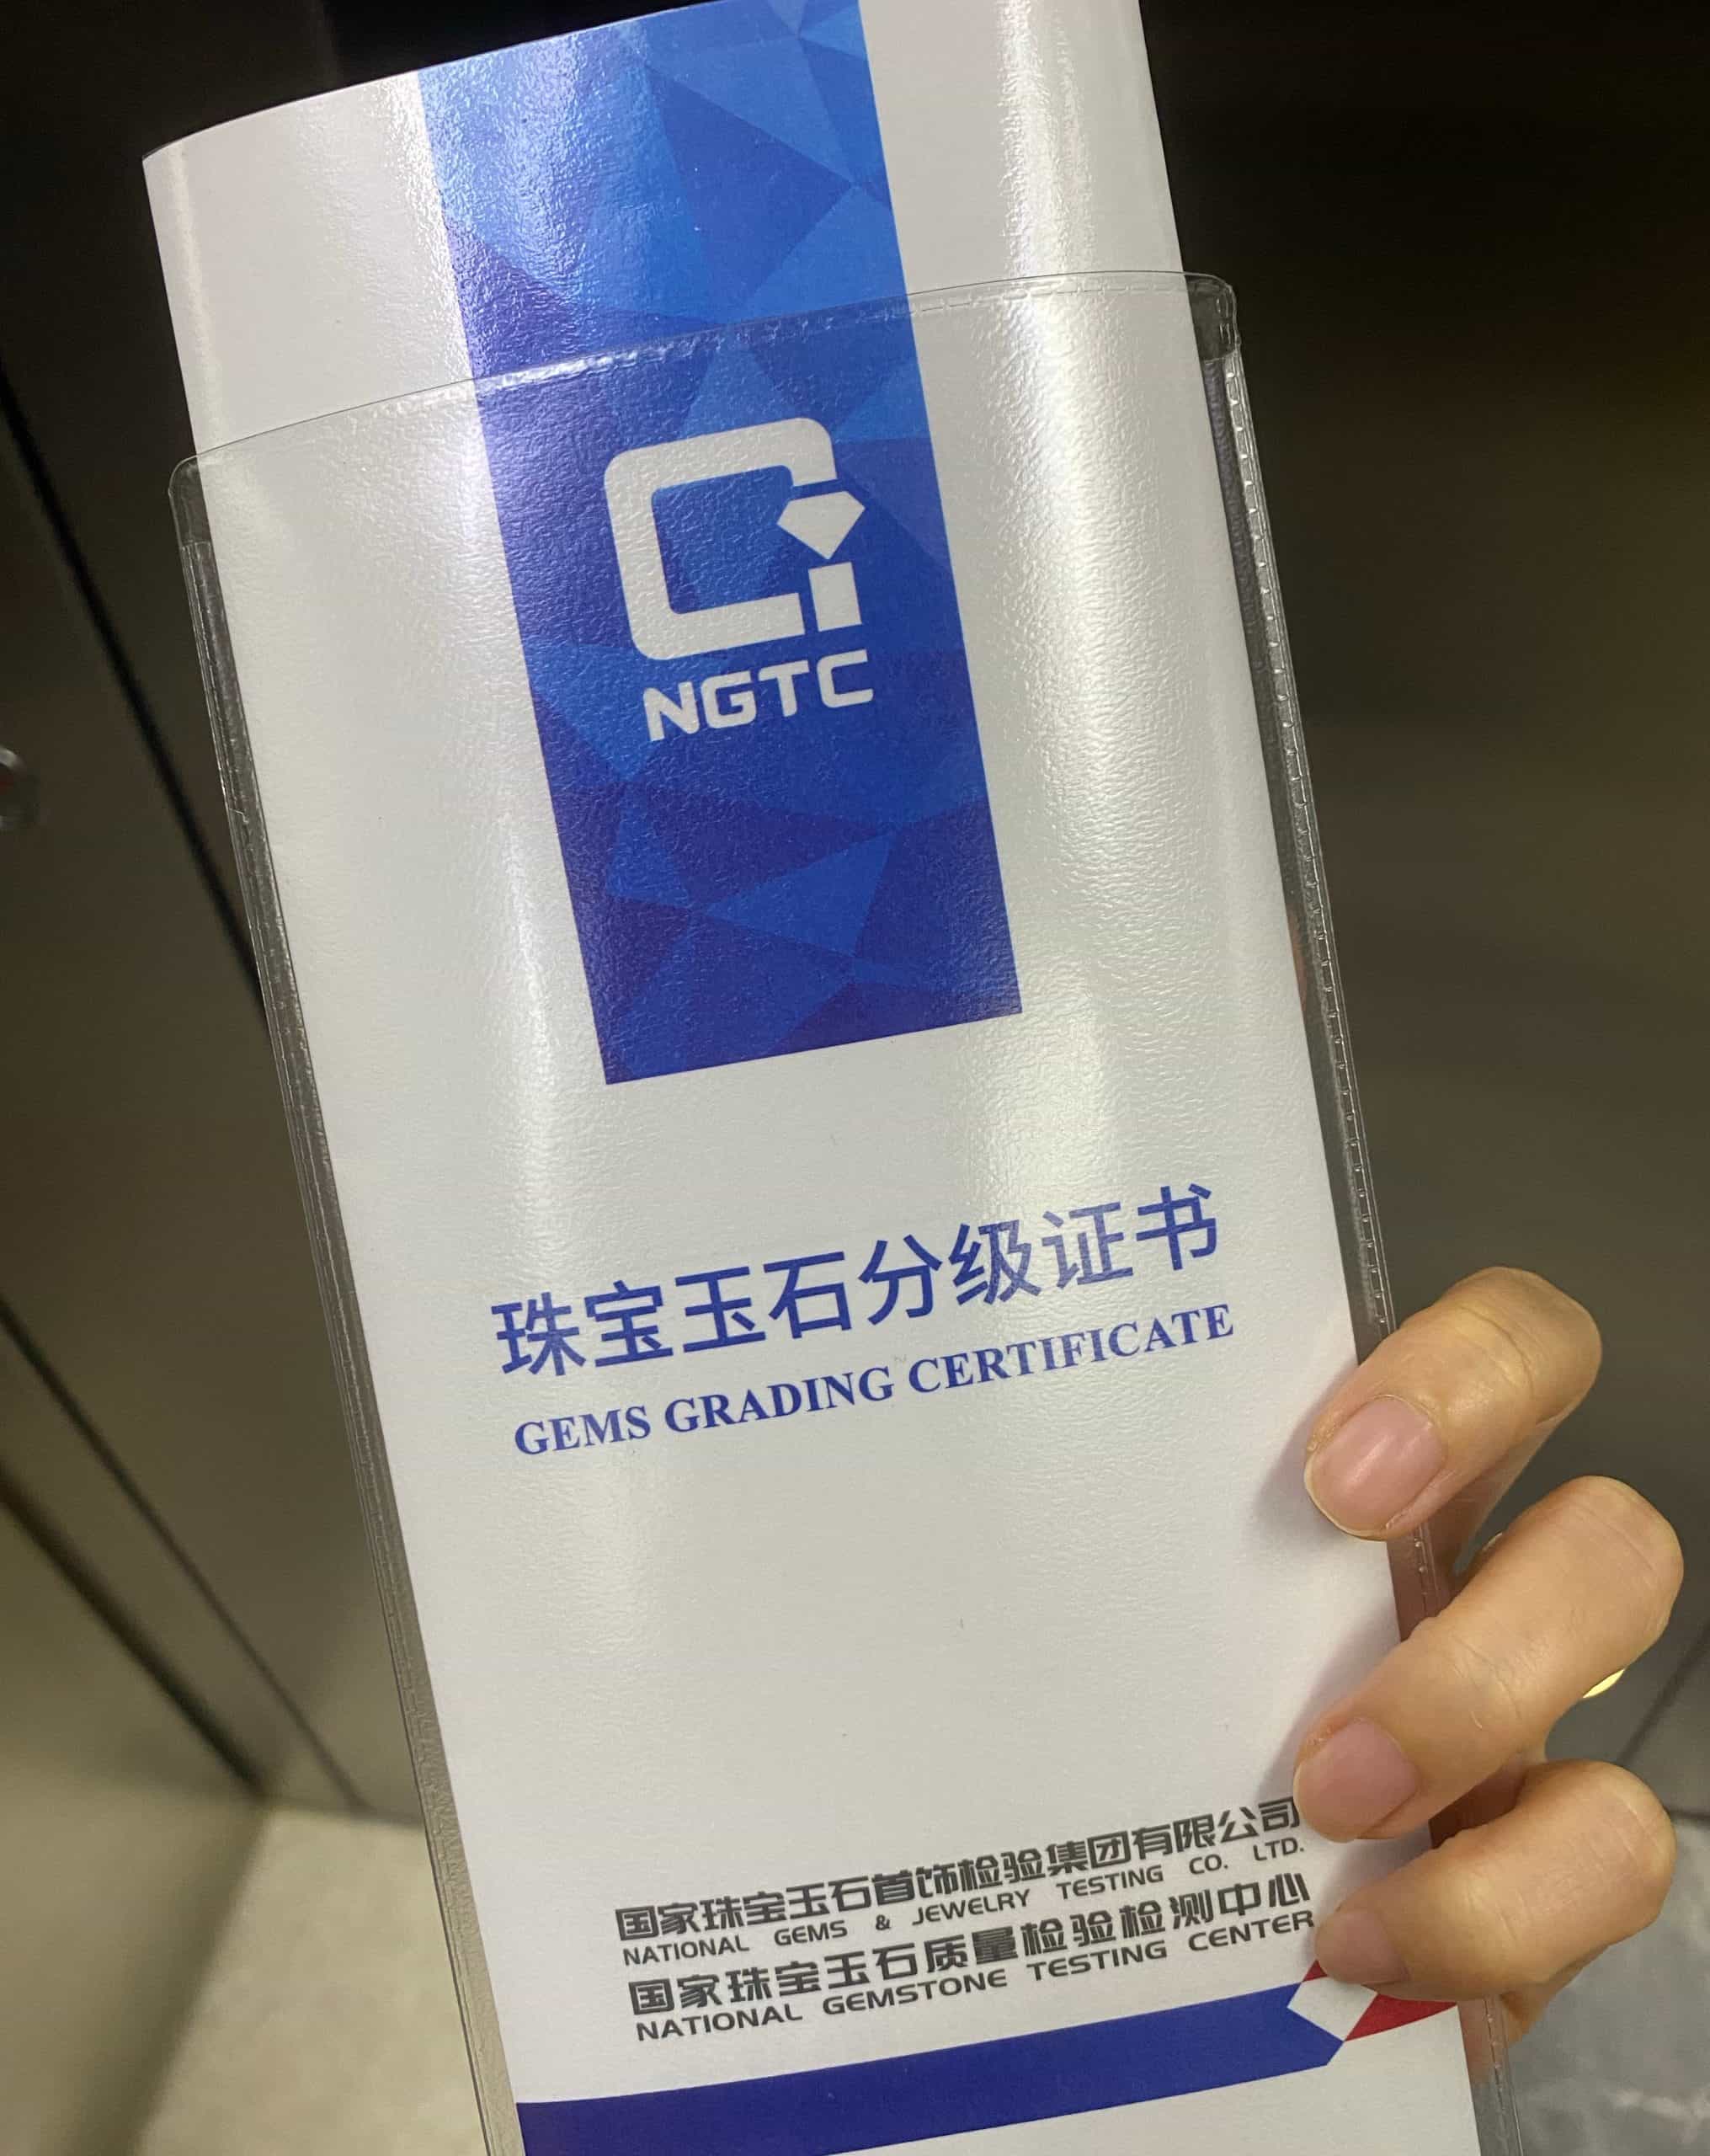 NGTC
珠宝玉石分级证书
GEMS GRADING CERTIFICATE
国家珠宝玉石首饰检验集团有限公司
NATIONAL GEMS & JEWELRY TESTING CO. LTD.
国家珠宝玉石质量检验检测中心
NATIONAL GEMSTONE TESTING CENTER